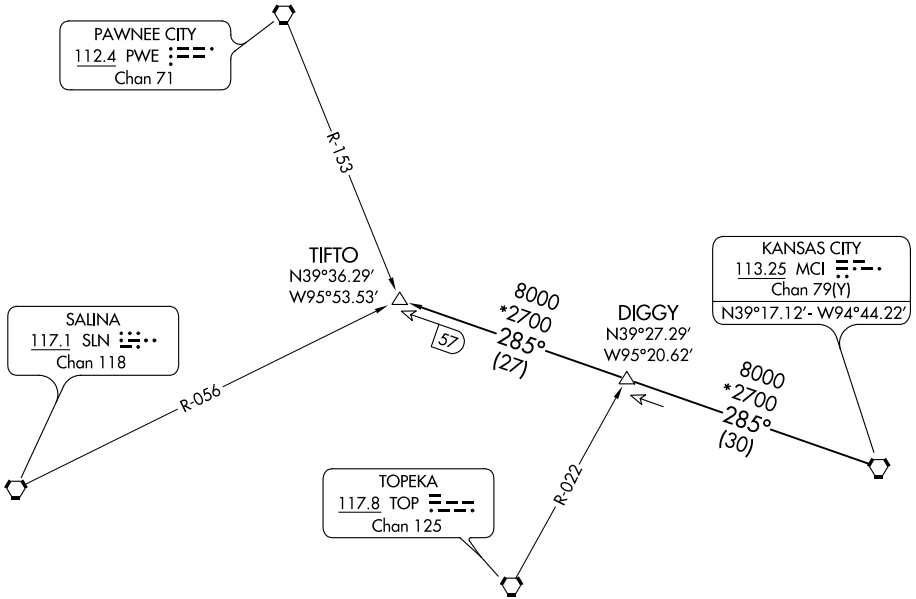 PAWNEE CITY
112.4 PWE
Chan 71
R-153
TIFTO
N39°36.29′
W95°53.53′
8000
*2700
285°
(27)
57
DIGGY
N39°27.29′
W95°20.62′
KANSAS CITY
113.25 MCI
Chan 79(Y)
N39°17.12′- W94°44.22′
8000
*2700
285°
(30)
SALINA
117.1 SLN
Chan 118
R-056
TOPEKA
117.8 TOP
Chan 125
R-022